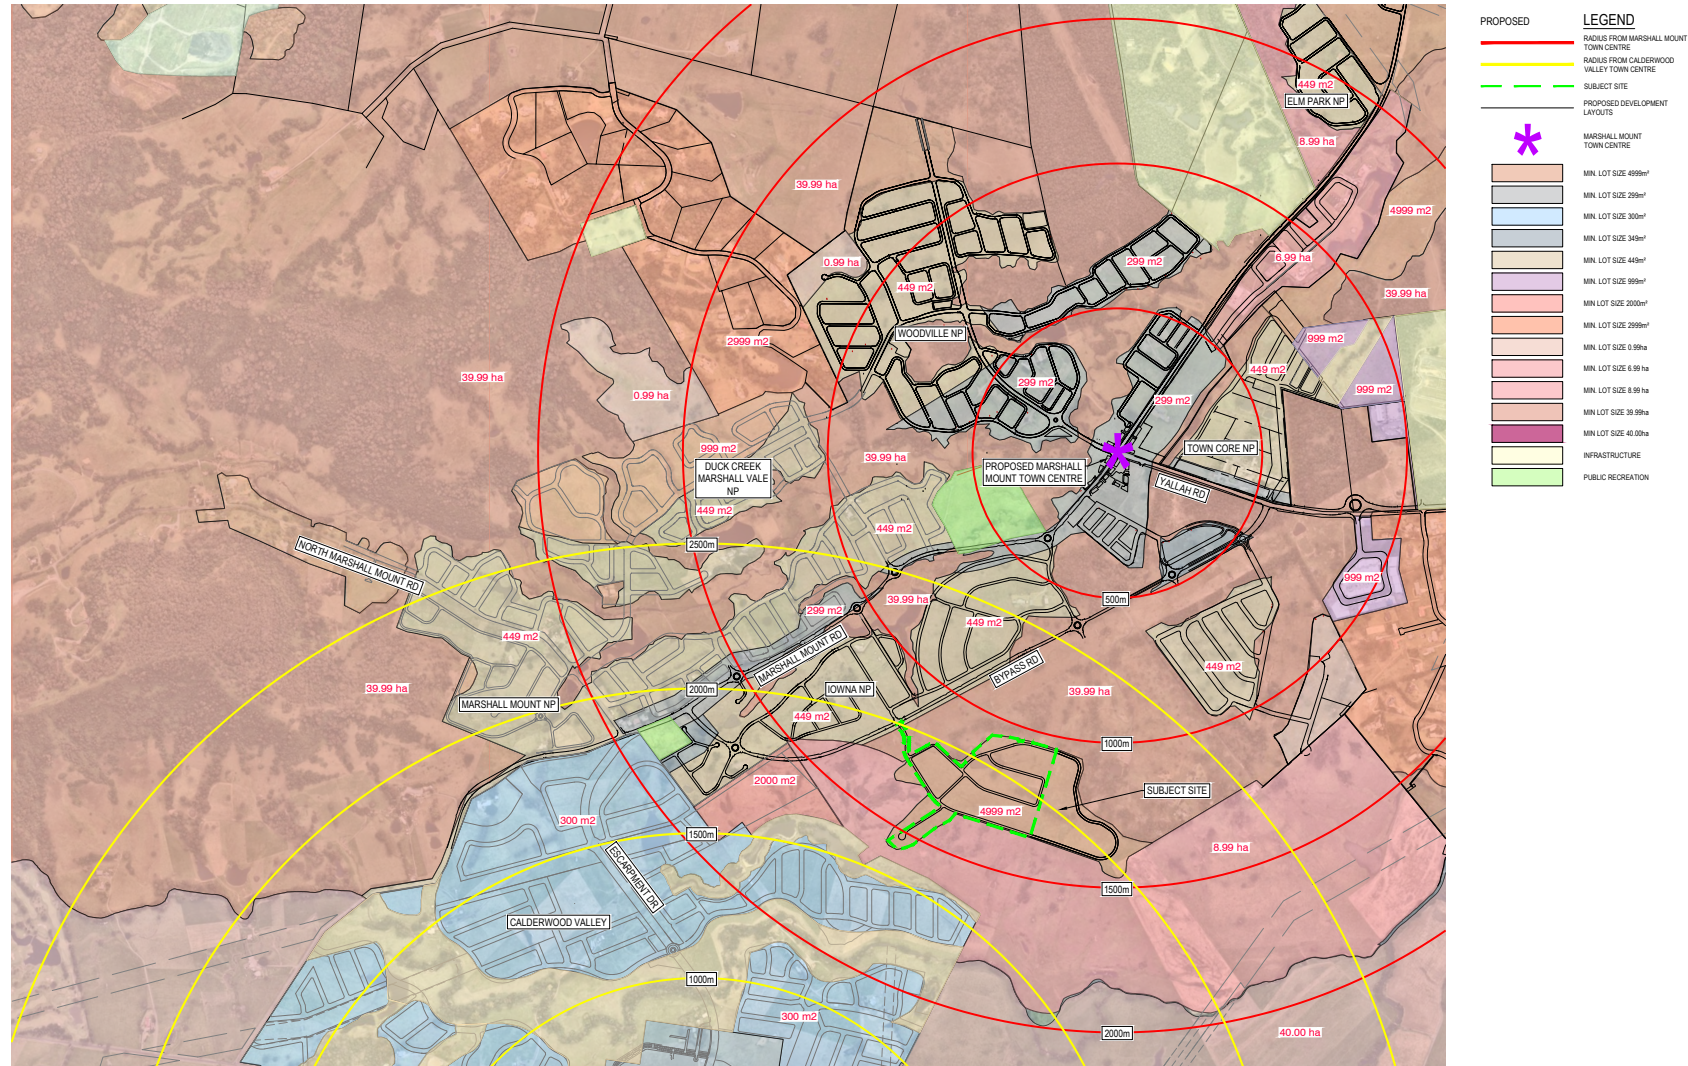 PROPOSED
LEGEND
RADIUS FROM MARSHALL MOUNT
TOWN CENTRE
RADIUS FROM CALDERWOOD
VALLEY TOWN CENTRE
SUBJECT SITE
PROPOSED DEVELOPMENT
LAYOUTS
MARSHALL MOUNT
TOWN CENTRE
MIN. LOT SIZE 4999m²
MIN. LOT SIZE 299m²
MIN. LOT SIZE 300m²
MIN. LOT SIZE 349m²
MIN. LOT SIZE 449m²
MIN. LOT SIZE 999m²
MIN LOT SIZE 2000m²
MIN. LOT SIZE 2999m²
MIN. LOT SIZE 0.99ha
MIN. LOT SIZE 6.99 ha
MIN. LOT SIZE 8.99 ha
MIN LOT SIZE 39.99ha
MIN LOT SIZE 40.00ha
INFRASTRUCTURE
PUBLIC RECREATION
449 m2
ELM PARK NP
8.99 ha
39.99 ha
4999 m2
0.99 ha
299 m2
6.99 ha
449 m2
39.99 ha
WOODVILLE NP
2999 m2
999 m2
39.99 ha
449 m2
299 m2
999 m2
0.99 ha
299 m2
999 m2
TOWN CORE NP
39.99 ha
DUCK CREEK
MARSHALL VALE
NP
PROPOSED MARSHALL
MOUNT TOWN CENTRE
YALLAH RD
449 m2
449 m2
2500m
NORTH MARSHALL MOUNT RD
999 m2
39.99 ha
500m
299 m2
449 m2
449 m2
MARSHALL MOUNT RD
BYPASS RD
449 m2
39.99 ha
2000m
IOWNA NP
39.99 ha
MARSHALL MOUNT NP
449 m2
1000m
2000 m2
SUBJECT SITE
4999 m2
300 m2
1500m
8.99 ha
ESCARPMENT DR
1500m
CALDERWOOD VALLEY
1000m
300 m2
2000m
40.00 ha